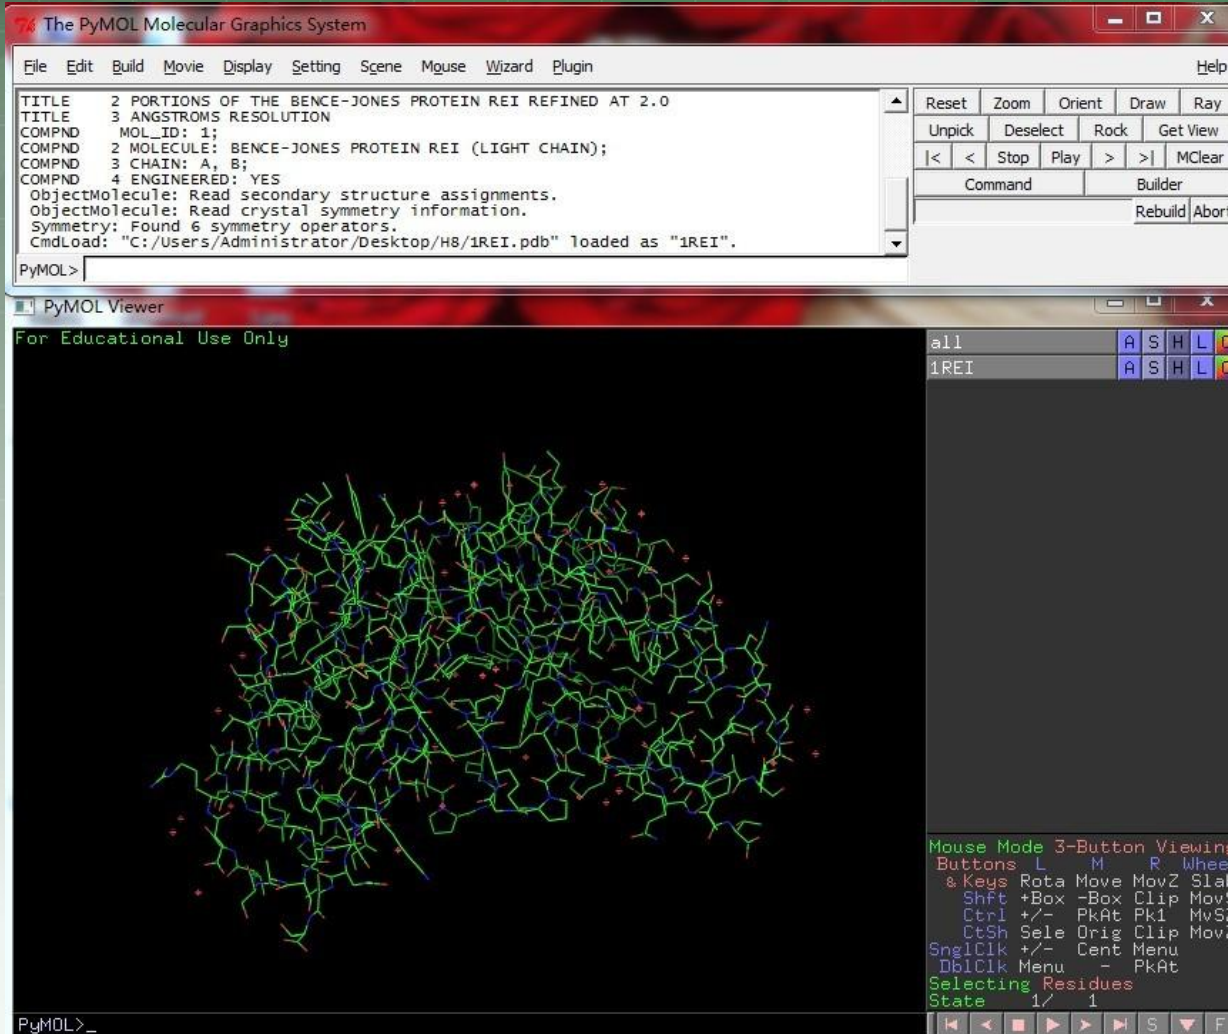 The PyMOL Molecular Graphics System
File Edit Build Movie Display Setting Scene Mouse Wizard Plugin Help
TITLE 2 PORTIONS OF THE BENCE-JONES PROTEIN REI REFINED AT 2.0
TITLE 3 ANGSTROMS RESOLUTION
COMPND MOL_ID: 1;
COMPND 2 MOLECULE: BENCE-JONES PROTEIN REI (LIGHT CHAIN);
COMPND 3 CHAIN: A, B;
COMPND 4 ENGINEERED: YES
ObjectMolecule: Read secondary structure assignments.
ObjectMolecule: Read crystal symmetry information.
Symmetry: Found 6 symmetry operators.
CmdLoad: "C:/Users/Administrator/Desktop/H8/1REI.pdb" loaded as "1REI".
PyMOL>
Reset Zoom Orient Draw Ray
Unpick Deselect Rock Get View
|< < Stop Play > >| MClear
Command Builder
Rebuild Abort
PyMOL Viewer
For Educational Use Only
all A S H L C
1REI A S H L C
Mouse Mode 3-Button Viewing
Buttons L M R Whee
& Keys Rota Move MovZ Slab
Shft +Box -Box Clip MovS
Ctrl +/- PkAt Pk1 MvSZ
CtSh Sele Orig Clip MovZ
SnglClk +/- Cent Menu
DblClk Menu - PkAt
Selecting Residues
State 1/ 1
PyMOL>_
S F